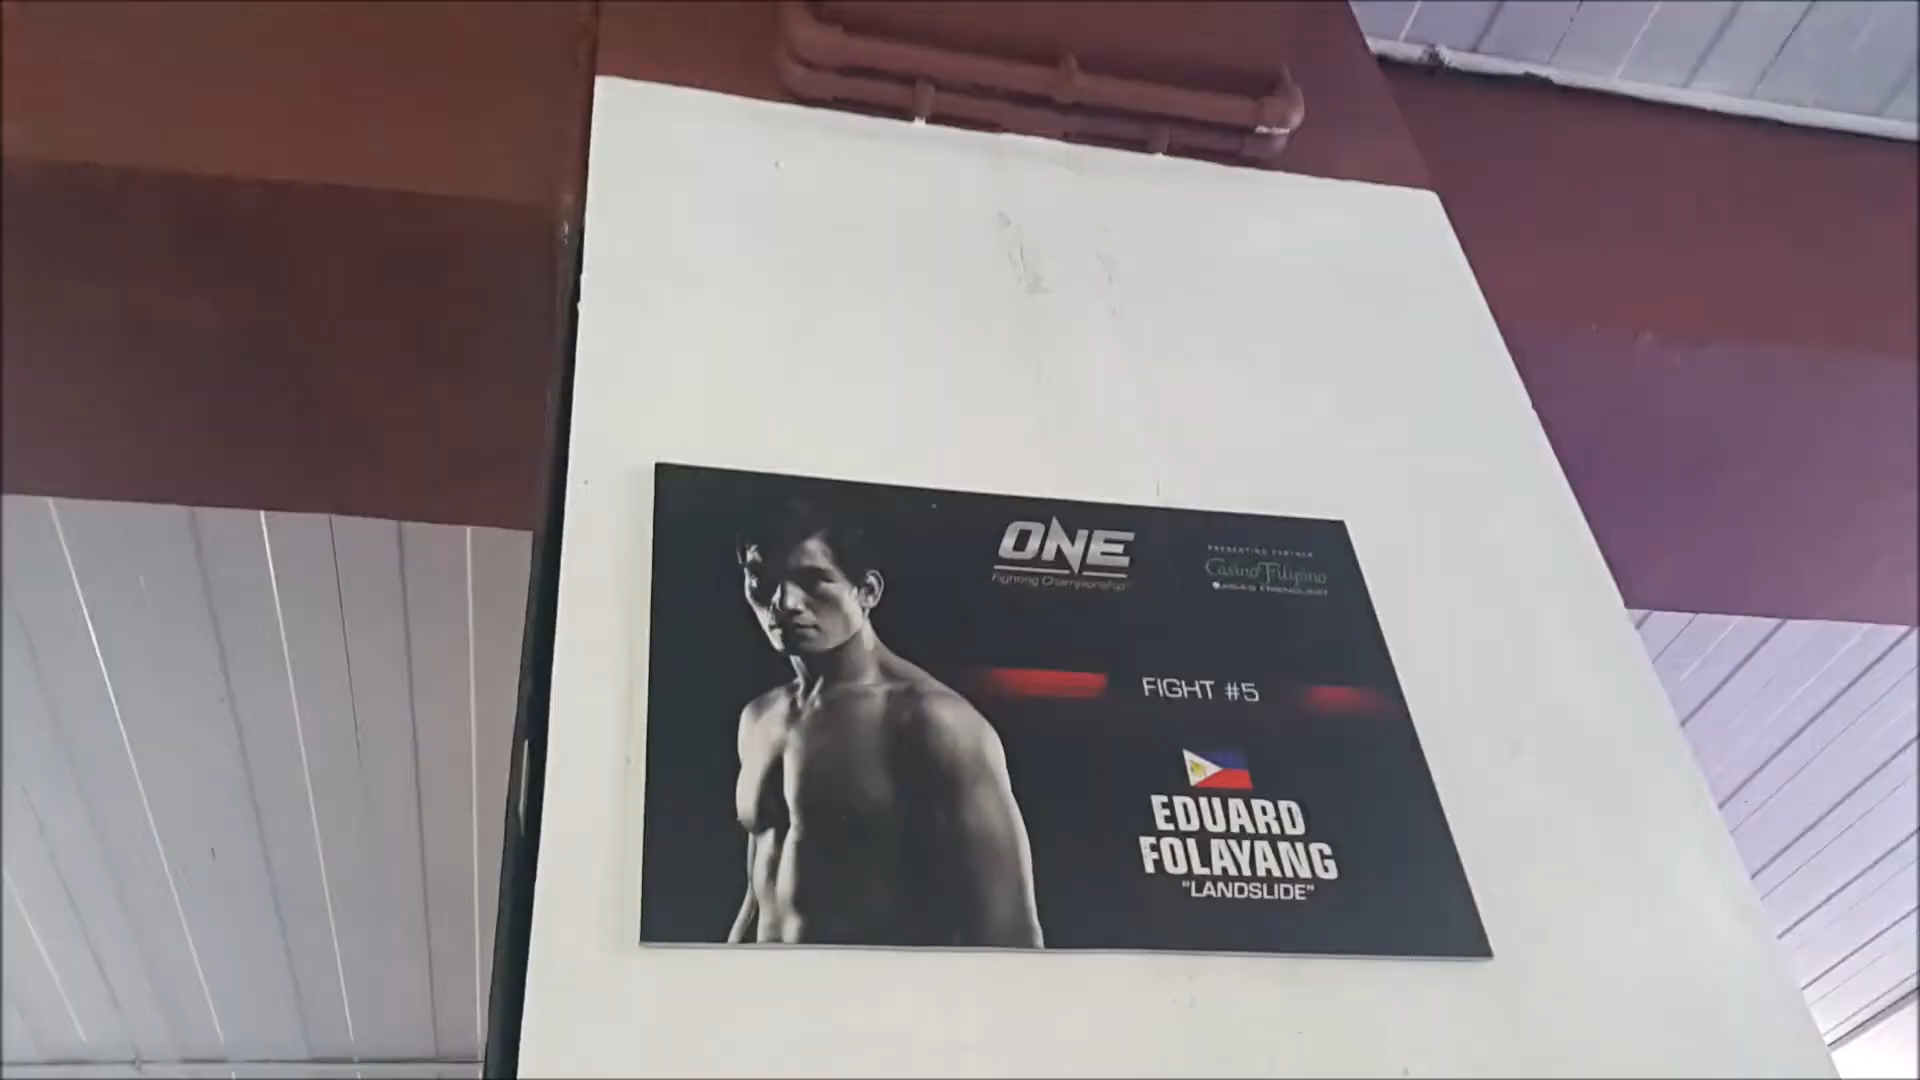 ONE
Fighting Championship
PRESENTING PARTNER
Casino Filipino
FIGHT #5
EDUARD
FOLAYANG
"LANDSLIDE"